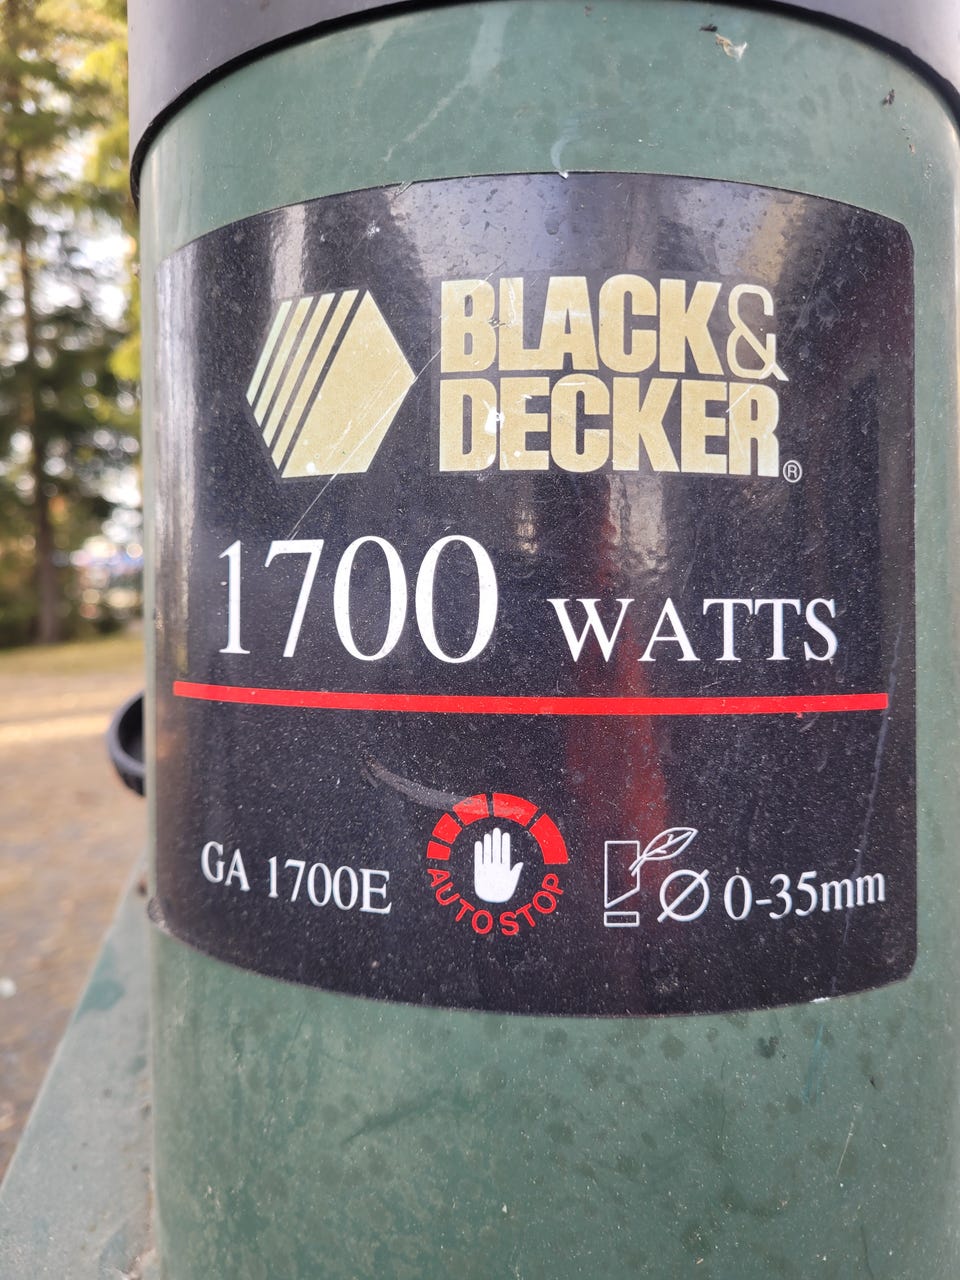 BLACK&
DECKER®
1700 WATTS
GA 1700E
AUTOSTOP
Ø 0-35mm